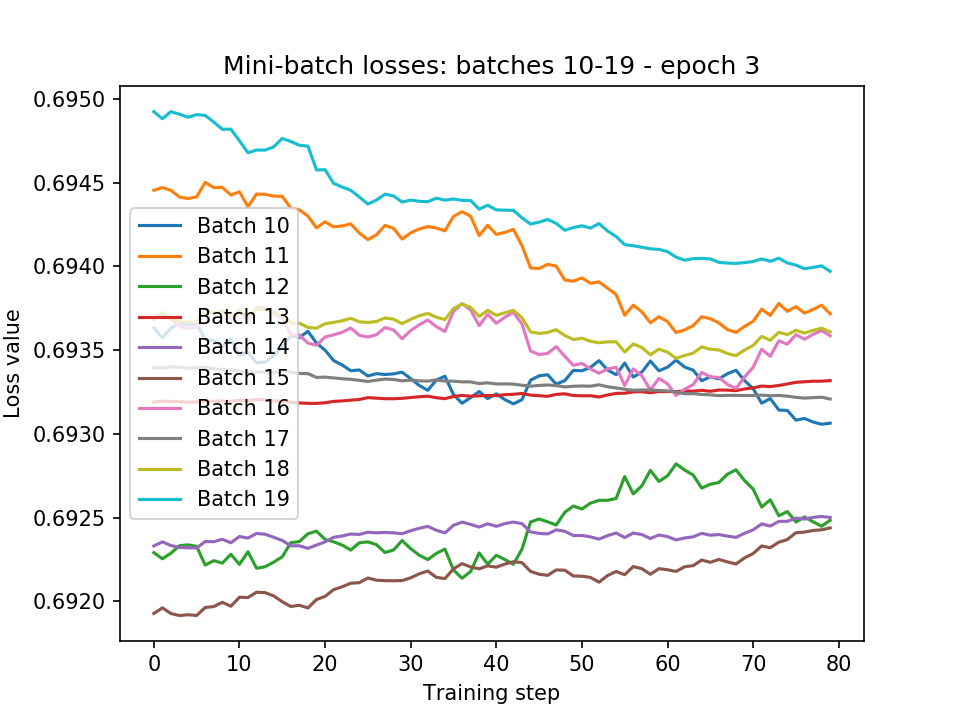 Mini-batch losses: batches 10-19 - epoch 3
Loss value
0.6950
0.6945
0.6940
0.6935
0.6930
0.6925
0.6920
Batch 10
Batch 11
Batch 12
Batch 13
Batch 14
Batch 15
Batch 16
Batch 17
Batch 18
Batch 19
0 10 20 30 40 50 60 70 80
Training step